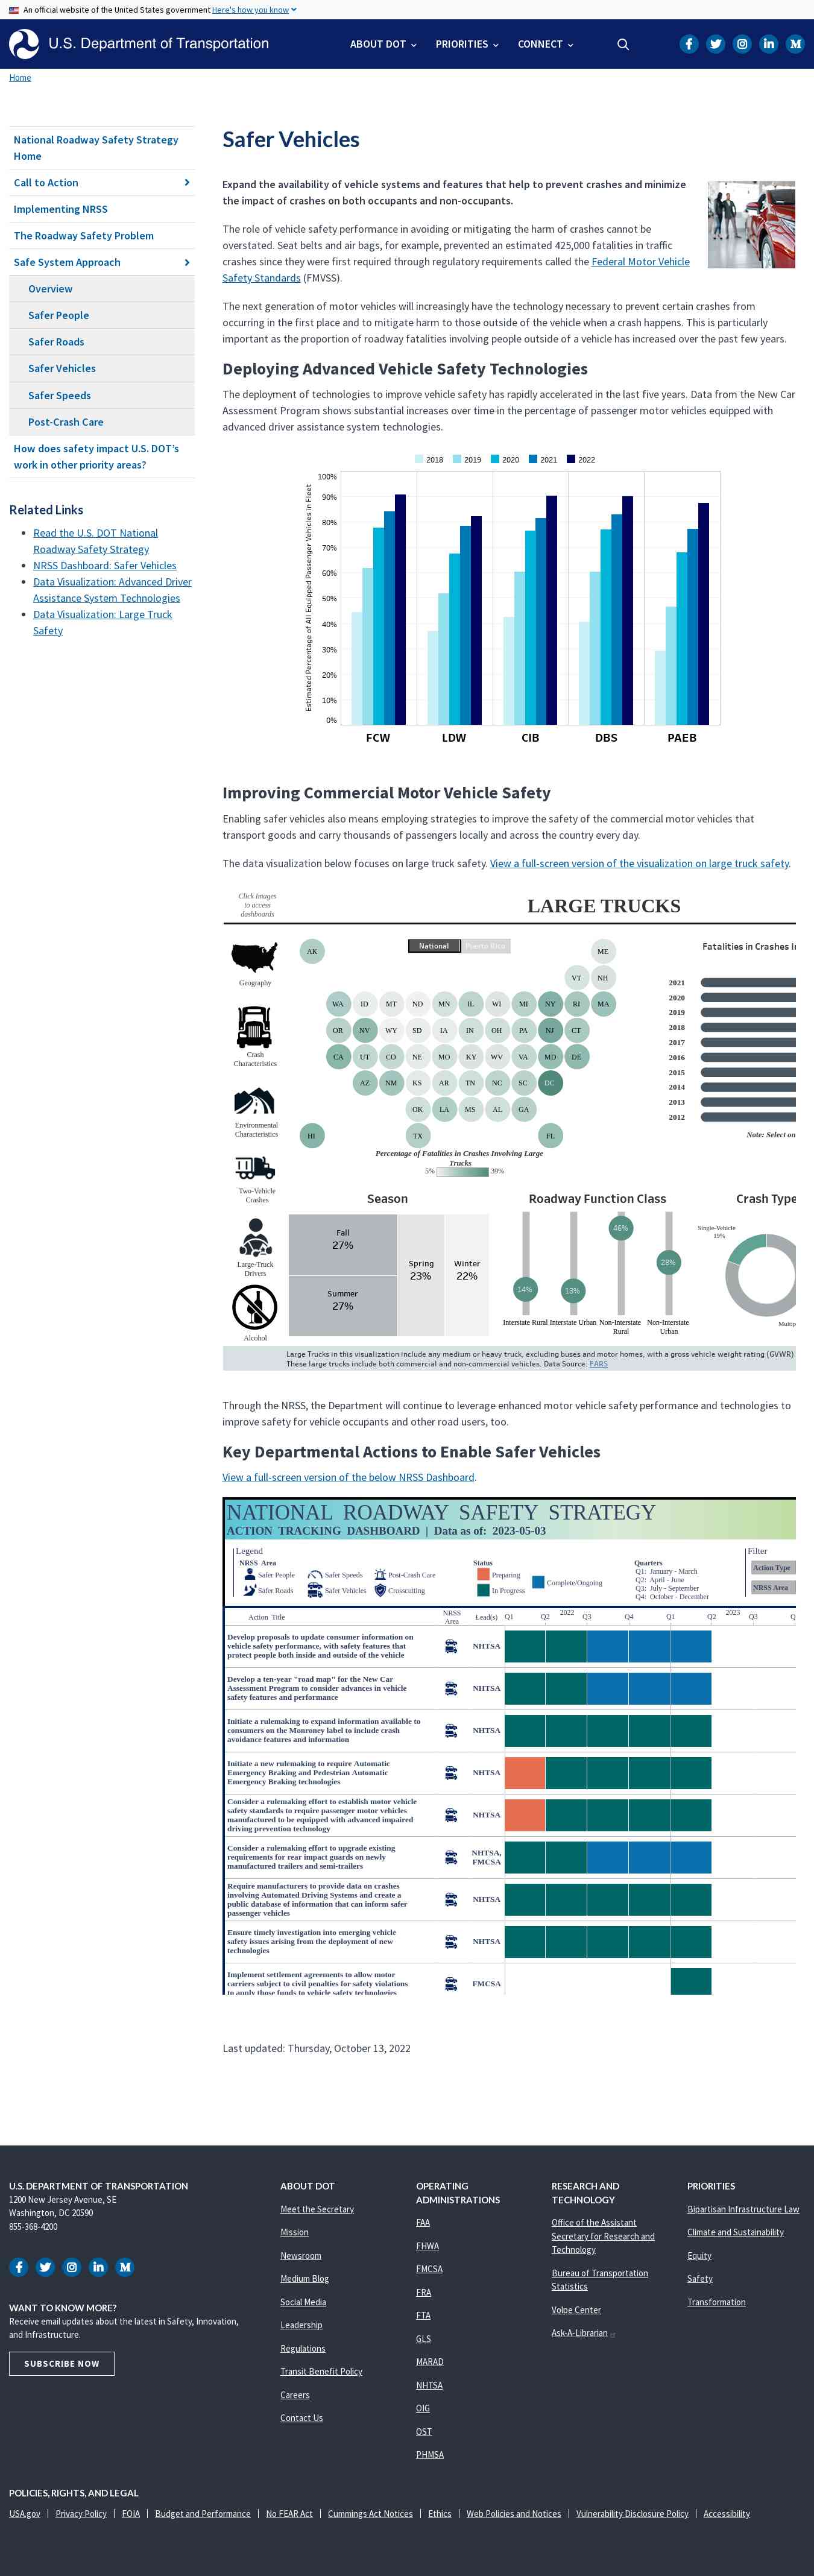 An official website of the United States government Here's how you know
U.S. Department of Transportation
ABOUT DOT
PRIORITIES
CONNECT
Home
National Roadway Safety Strategy
Home
Call to Action
Implementing NRSS
The Roadway Safety Problem
Safe System Approach
Overview
Safer People
Safer Roads
Safer Vehicles
Safer Speeds
Post-Crash Care
How does safety impact U.S. DOT's
work in other priority areas?
Related Links
Read the U.S. DOT National
Roadway Safety Strategy
NRSS Dashboard: Safer Vehicles
Data Visualization: Advanced Driver
Assistance System Technologies
Data Visualization: Large Truck
Safety
Safer Vehicles
Expand the availability of vehicle systems and features that help to prevent crashes and minimize
the impact of crashes on both occupants and non-occupants.
The role of vehicle safety performance in avoiding or mitigating the harm of crashes cannot be
overstated. Seat belts and air bags, for example, prevented an estimated 425,000 fatalities in traffic
crashes since they were first required through regulatory requirements called the Federal Motor Vehicle
Safety Standards (FMVSS).
The next generation of motor vehicles will increasingly have the technology necessary to prevent certain crashes from
occurring in the first place and to mitigate harm to those outside of the vehicle when a crash happens. This is particularly
important as the proportion of roadway fatalities involving people outside of a vehicle has increased over the past few years.
Deploying Advanced Vehicle Safety Technologies
The deployment of technologies to improve vehicle safety has rapidly accelerated in the last five years. Data from the New Car
Assessment Program shows substantial increases over time in the percentage of passenger motor vehicles equipped with
advanced driver assistance system technologies.
2018 2019 2020 2021 2022
Estimated Percentage of All Equipped Passenger Vehicles in Fleet
100%
90%
80%
70%
60%
50%
40%
30%
20%
10%
0%
FCW LDW CIB DBS PAEB
Improving Commercial Motor Vehicle Safety
Enabling safer vehicles also means employing strategies to improve the safety of the commercial motor vehicles that
transport goods and carry thousands of passengers locally and across the country every day.
The data visualization below focuses on large truck safety. View a full-screen version of the visualization on large truck safety.
Click Images
to access
dashboards
LARGE TRUCKS
Geography
Crash
Characteristics
Environmental
Characteristics
Two-Vehicle
Crashes
Large-Truck
Drivers
Alcohol
National Puerto Rico
AK ME
VT NH
WA ID MT ND MN IL WI MI NY RI MA
OR NV WY SD IA IN OH PA NJ CT
CA UT CO NE MO KY WV VA MD DE
AZ NM KS AR TN NC SC DC
OK LA MS AL GA
HI TX FL
Percentage of Fatalities in Crashes Involving Large
Trucks
5% 39%
Fatalities in Crashes In
2021
2020
2019
2018
2017
2016
2015
2014
2013
2012
Note: Select on
Season
Fall
27%
Summer
27%
Spring
23%
Winter
22%
Roadway Function Class
14%
13%
46%
28%
Interstate Rural Interstate Urban Non-Interstate Non-Interstate
Rural Urban
Crash Type
Single-Vehicle
19%
Multip
Large Trucks in this visualization include any medium or heavy truck, excluding buses and motor homes, with a gross vehicle weight rating (GVWR)
These large trucks include both commercial and non-commercial vehicles. Data Source: FARS
Through the NRSS, the Department will continue to leverage enhanced motor vehicle safety performance and technologies to
improve safety for vehicle occupants and other road users, too.
Key Departmental Actions to Enable Safer Vehicles
View a full-screen version of the below NRSS Dashboard.
NATIONAL ROADWAY SAFETY STRATEGY
ACTION TRACKING DASHBOARD | Data as of: 2023-05-03
Legend
NRSS Area
Safer People Safer Speeds Post-Crash Care
Safer Roads Safer Vehicles Crosscutting
Status
Preparing
In Progress
Complete/Ongoing
Quarters
Q1: January - March
Q2: April - June
Q3: July - September
Q4: October - December
Filter
Action Type
NRSS Area
Action Title
NRSS
Area
Lead(s)
2022 2023
Q1 Q2 Q3 Q4 Q1 Q2 Q3 Q
Develop proposals to update consumer information on
vehicle safety performance, with safety features that
protect people both inside and outside of the vehicle
NHTSA
Develop a ten-year "road map" for the New Car
Assessment Program to consider advances in vehicle
safety features and performance
NHTSA
Initiate a rulemaking to expand information available to
consumers on the Monroney label to include crash
avoidance features and information
NHTSA
Initiate a new rulemaking to require Automatic
Emergency Braking and Pedestrian Automatic
Emergency Braking technologies
NHTSA
Consider a rulemaking effort to establish motor vehicle
safety standards to require passenger motor vehicles
manufactured to be equipped with advanced impaired
driving prevention technology
NHTSA
Consider a rulemaking effort to upgrade existing
requirements for rear impact guards on newly
manufactured trailers and semi-trailers
NHTSA,
FMCSA
Require manufacturers to provide data on crashes
involving Automated Driving Systems and create a
public database of information that can inform safer
passenger vehicles
NHTSA
Ensure timely investigation into emerging vehicle
safety issues arising from the deployment of new
technologies
NHTSA
Implement settlement agreements to allow motor
carriers subject to civil penalties for safety violations
to apply those funds to vehicle safety technologies
FMCSA
Last updated: Thursday, October 13, 2022
U.S. DEPARTMENT OF TRANSPORTATION
1200 New Jersey Avenue, SE
Washington, DC 20590
855-368-4200
WANT TO KNOW MORE?
Receive email updates about the latest in Safety, Innovation,
and Infrastructure.
SUBSCRIBE NOW
ABOUT DOT
Meet the Secretary
Mission
Newsroom
Medium Blog
Social Media
Leadership
Regulations
Transit Benefit Policy
Careers
Contact Us
OPERATING
ADMINISTRATIONS
FAA
FHWA
FMCSA
FRA
FTA
GLS
MARAD
NHTSA
OIG
OST
PHMSA
RESEARCH AND
TECHNOLOGY
Office of the Assistant
Secretary for Research and
Technology
Bureau of Transportation
Statistics
Volpe Center
Ask-A-Librarian
PRIORITIES
Bipartisan Infrastructure Law
Climate and Sustainability
Equity
Safety
Transformation
POLICIES, RIGHTS, AND LEGAL
USA.gov Privacy Policy FOIA Budget and Performance No FEAR Act Cummings Act Notices Ethics Web Policies and Notices Vulnerability Disclosure Policy Accessibility